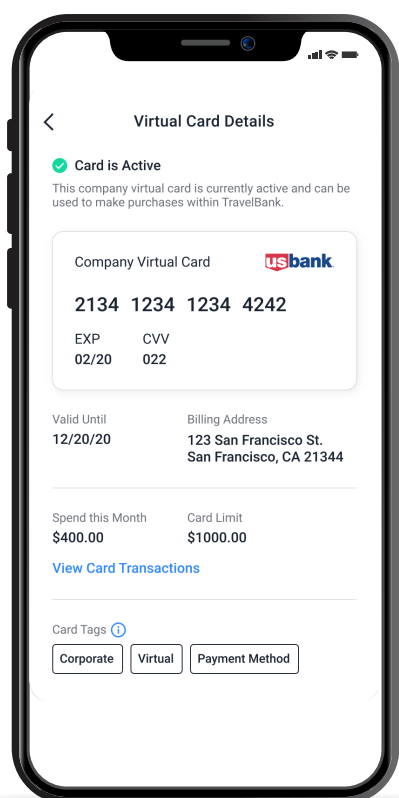 Virtual Card Details
Card is Active
This company virtual card is currently active and can be
used to make purchases within TravelBank.
Company Virtual Card usbank
2134 1234 1234 4242
EXP CVV
02/20 022
Valid Until Billing Address
12/20/20 123 San Francisco St.
San Francisco, CA 21344
Spend this Month Card Limit
$400.00 $1000.00
View Card Transactions
Card Tags i
Corporate Virtual Payment Method